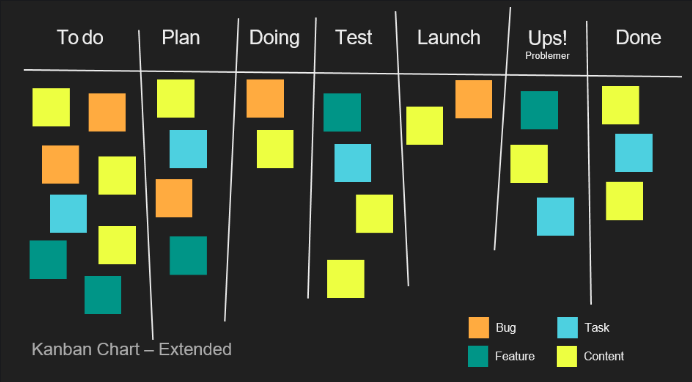 To do
Plan
Doing
Test
Launch
Ups!
Problemer
Done
Bug
Task
Feature
Content
Kanban Chart – Extended